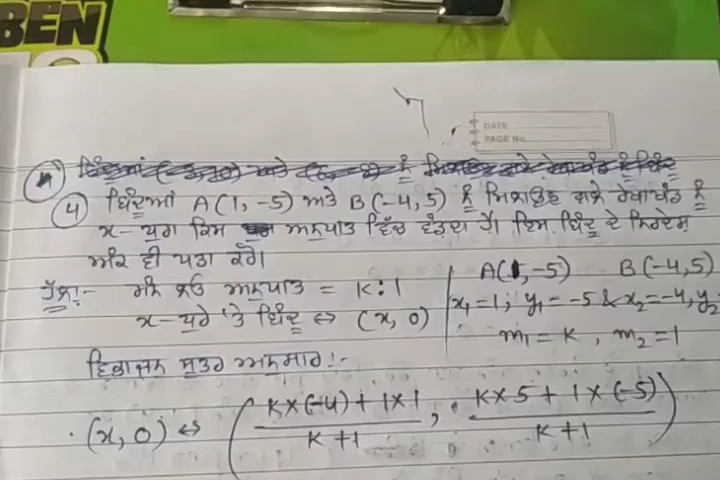 BEN
DATE
PAGE No.
4 ਬਿੰਦੂਆਂ A(1, -5) ਅਤੇ B(-4, 5) ਨੂੰ ਮਿਲਾਉਣ ਵਾਲੇ ਰੇਖਾਖੰਡ ਨੂੰ
x-ਧੁਰਾ ਕਿਸ ਅਨੁਪਾਤ ਵਿੱਚ ਵੰਡਦਾ ਹੈ। ਇਸ ਬਿੰਦੂ ਦੇ ਨਿਰਦੇਸ਼
ਅੰਕ ਵੀ ਪਤਾ ਕਰੋ।
ਹੱਲ:- ਮੰਨ ਲਓ ਅਨੁਪਾਤ = K:1
x-ਧੁਰੇ 'ਤੇ ਬਿੰਦੂ ⇔ (x, 0)
A(1, -5) B(-4, 5)
x₁=1; y₁=-5 & x₂=-4, y₂
m₁=K, m₂=1
ਵਿਭਾਜਨ ਸੂਤਰ ਅਨੁਸਾਰ:-
(x, 0) ⇔ ( K×(-4)+1×1 / K+1 , K×5+1×(-5) / K+1 )